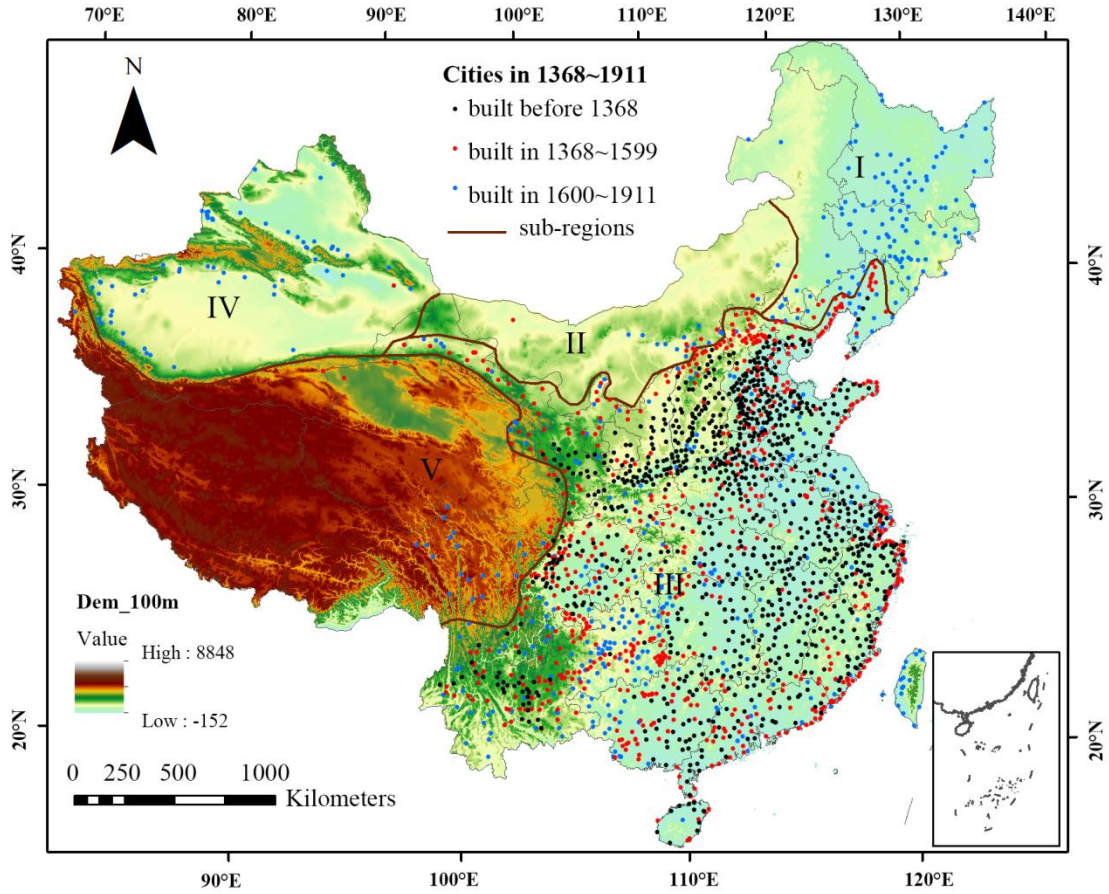 70°E 80°E 90°E 100°E 110°E 120°E 130°E 140°E
N
Cities in 1368~1911
built before 1368
built in 1368~1599
built in 1600~1911
sub-regions
I
II
III
IV
V
40°N
30°N
20°N
40°N
30°N
20°N
Dem_100m
Value
High : 8848
Low : -152
0 250 500 1000
Kilometers
90°E 100°E 110°E 120°E